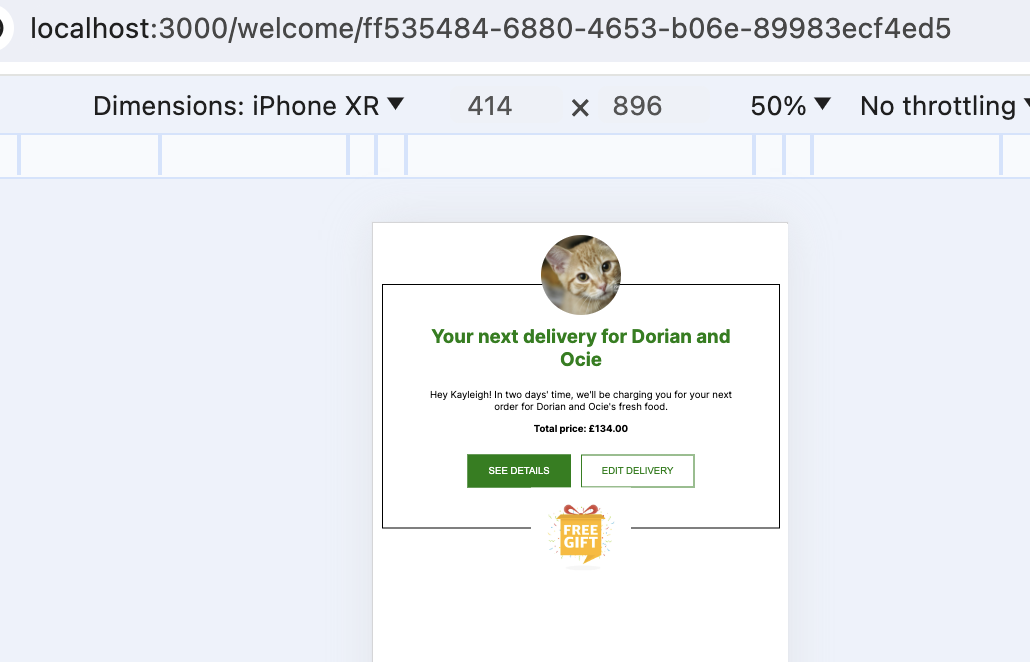 localhost:3000/welcome/ff535484-6880-4653-b06e-89983ecf4ed5
Dimensions: iPhone XR 414 × 896 50% No throttling
Your next delivery for Dorian and
Ocie
Hey Kayleigh! In two days' time, we'll be charging you for your next
order for Dorian and Ocie's fresh food.
Total price: £134.00
SEE DETAILS EDIT DELIVERY
FREE
GIFT